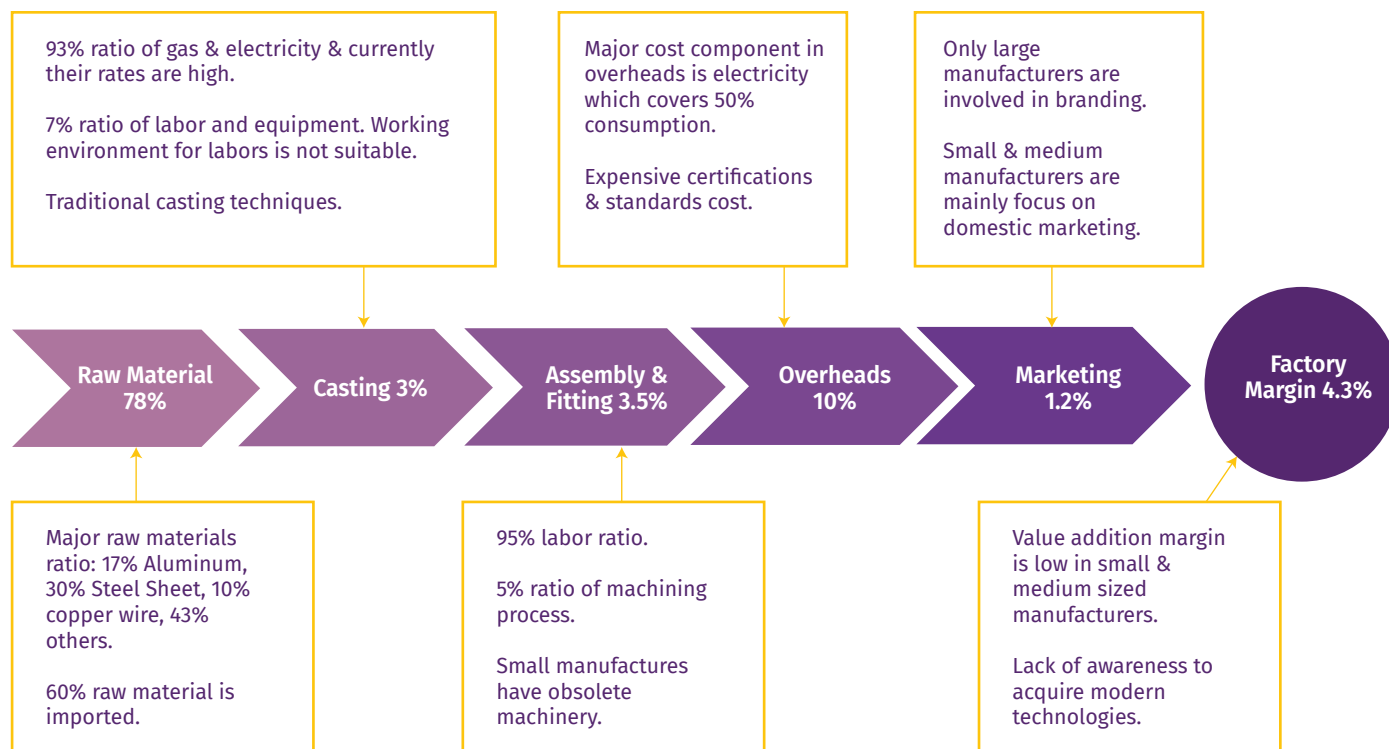 93% ratio of gas & electricity & currently
their rates are high.
7% ratio of labor and equipment. Working
environment for labors is not suitable.
Traditional casting techniques.
Major cost component in
overheads is electricity
which covers 50%
consumption.
Expensive certifications
& standards cost.
Only large
manufacturers are
involved in branding.
Small & medium
manufacturers are
mainly focus on
domestic marketing.
Raw Material
78%
Casting 3%
Assembly &
Fitting 3.5%
Overheads
10%
Marketing
1.2%
Factory
Margin 4.3%
Major raw materials
ratio: 17% Aluminum,
30% Steel Sheet, 10%
copper wire, 43%
others.
60% raw material is
imported.
95% labor ratio.
5% ratio of machining
process.
Small manufactures
have obsolete
machinery.
Value addition margin
is low in small &
medium sized
manufacturers.
Lack of awareness to
acquire modern
technologies.